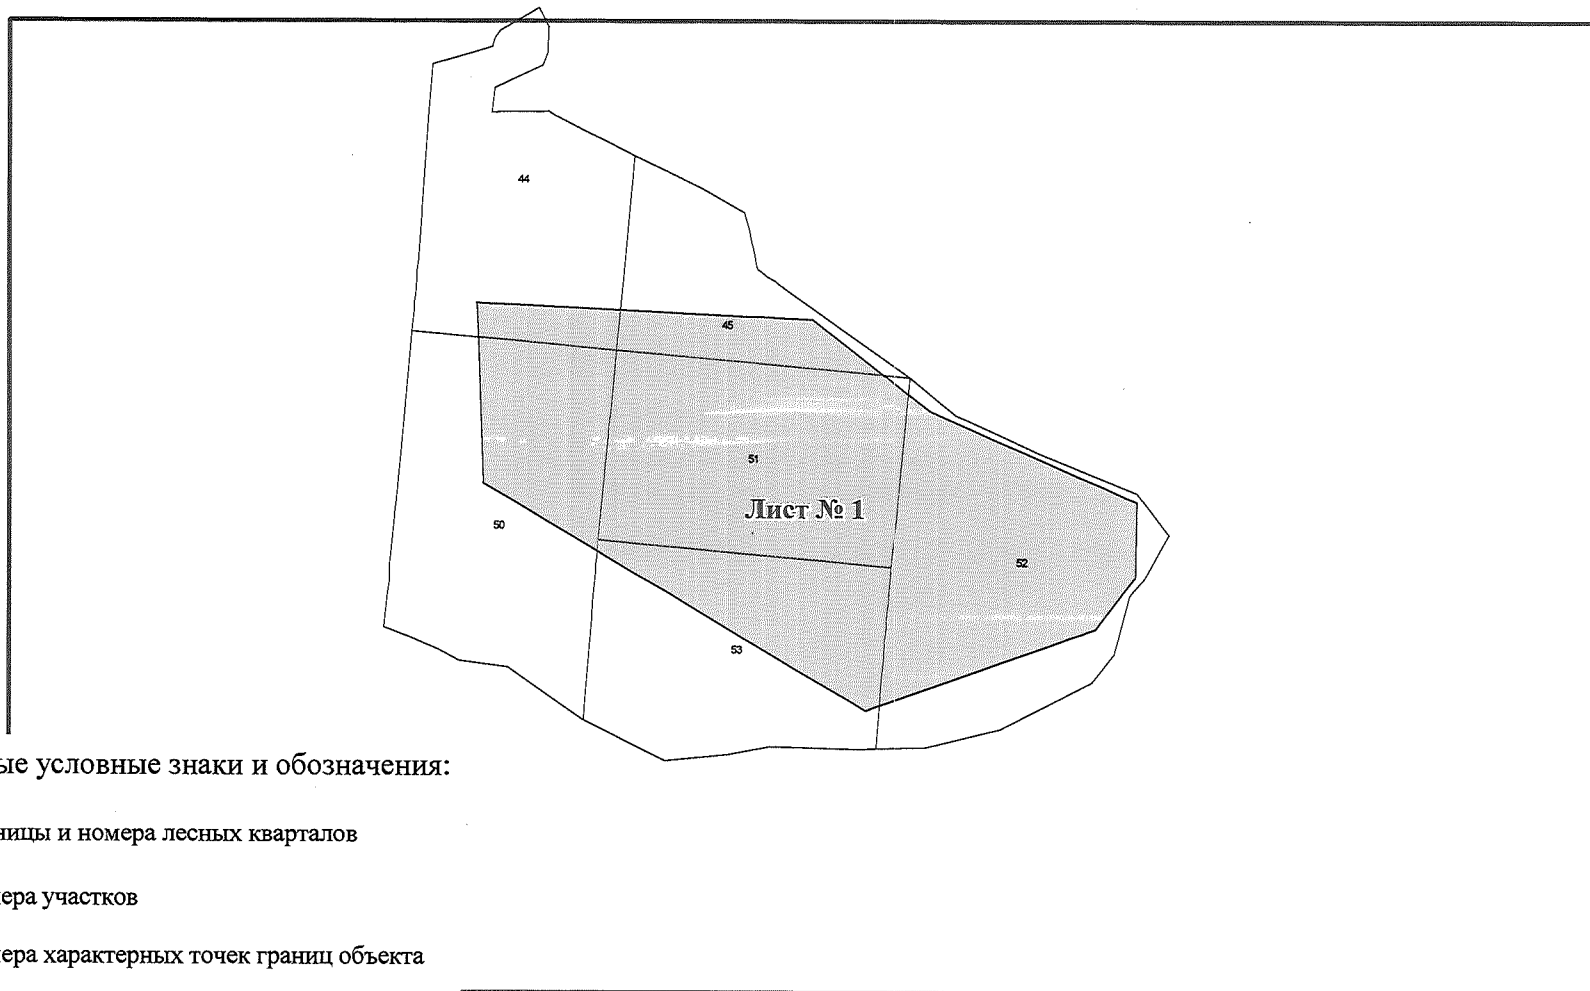 44
45
51
Лист № 1
50
52
53
ые условные знаки и обозначения:
ницы и номера лесных кварталов
ера участков
ера характерных точек границ объекта